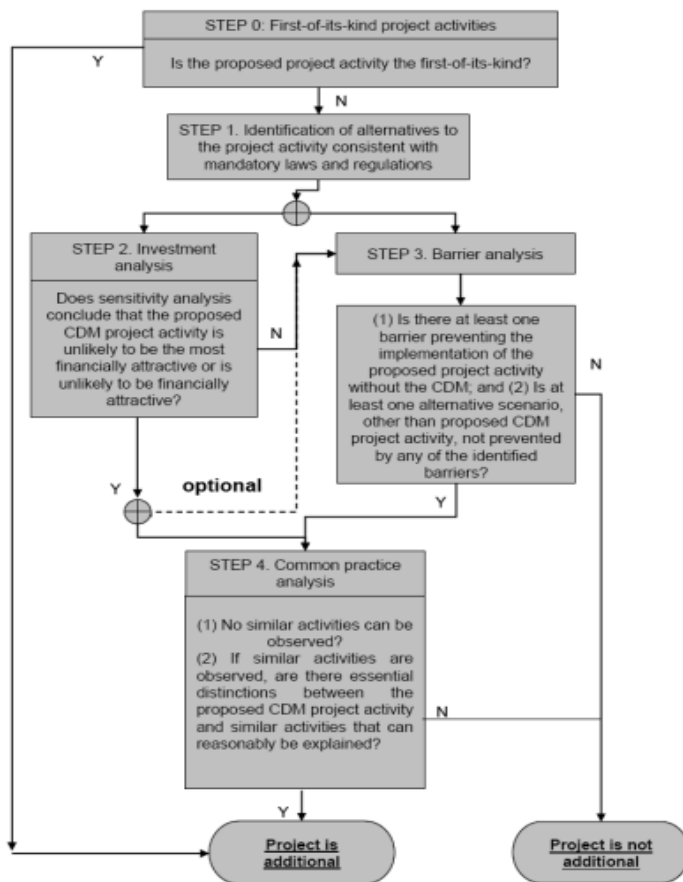 STEP 0: First-of-its-kind project activities
Y
Is the proposed project activity the first-of-its-kind?
N
STEP 1. Identification of alternatives to
the project activity consistent with
mandatory laws and regulations
STEP 2. Investment
analysis
Does sensitivity analysis
conclude that the proposed
CDM project activity is
unlikely to be the most
financially attractive or is
unlikely to be financially
attractive?
N
STEP 3. Barrier analysis
(1) Is there at least one
barrier preventing the
implementation of the
proposed project activity
without the CDM; and (2) Is at
least one alternative scenario,
other than proposed CDM
project activity, not prevented
by any of the identified
barriers?
N
Y
optional
Y
STEP 4. Common practice
analysis
(1) No similar activities can be
observed?
(2) If similar activities are
observed, are there essential
distinctions between the
proposed CDM project activity
and similar activities that can
reasonably be explained?
N
Y
Project is
additional
Project is not
additional